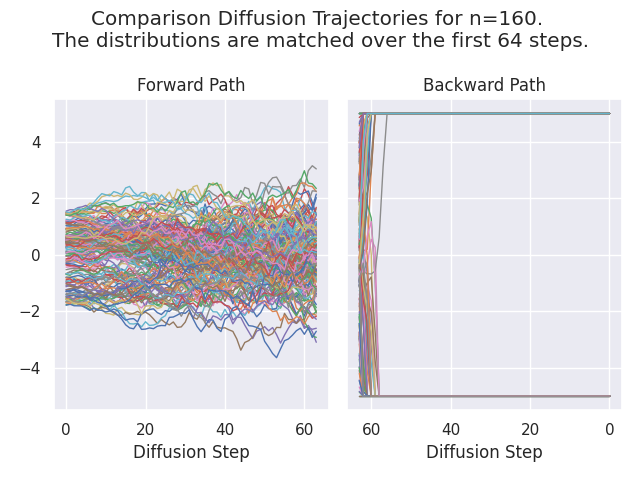 Comparison Diffusion Trajectories for n=160.
The distributions are matched over the first 64 steps.
Forward Path
Backward Path
4
2
0
−2
−4
0 20 40 60
60 40 20 0
Diffusion Step
Diffusion Step